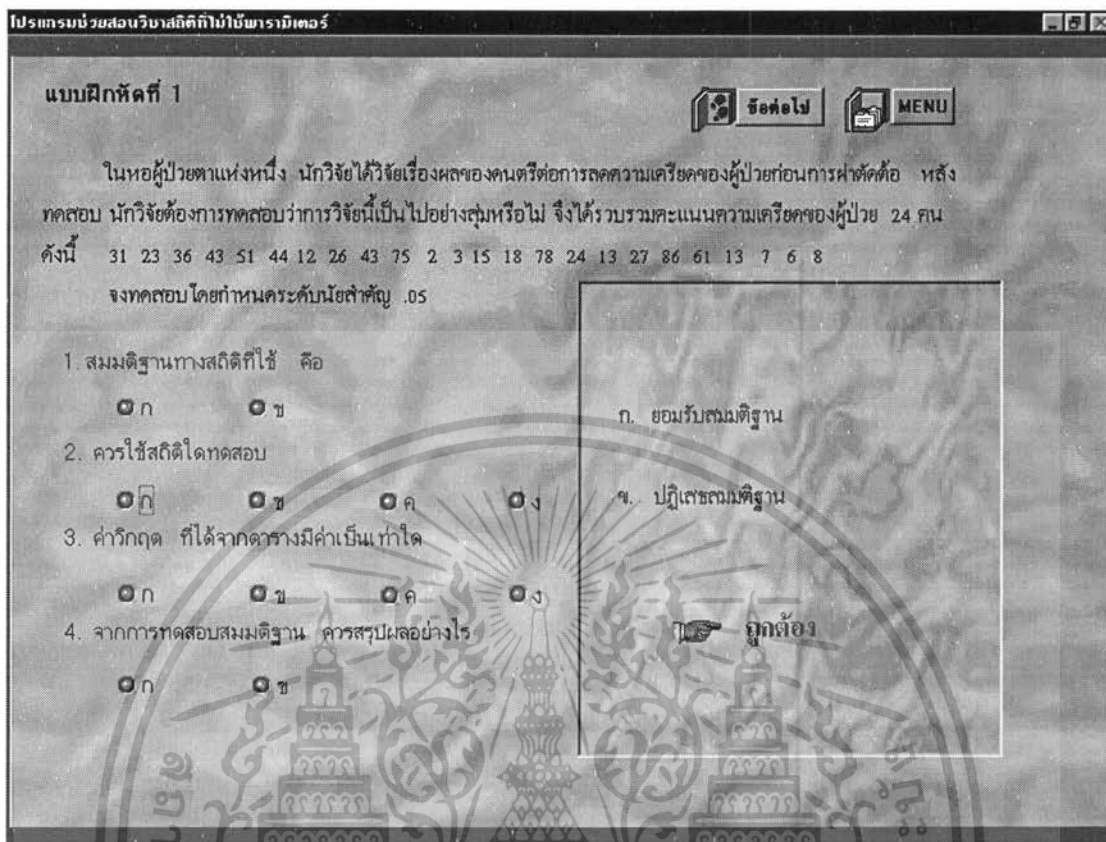 โปรแกรมช่วยสอนวิชาสถิติที่ไม่ใช้พารามิเตอร์
แบบฝึกหัดที่ 1
ข้อต่อไป MENU
ในหอผู้ป่วยตาแห่งหนึ่ง นักวิจัยได้วิจัยเรื่องผลของดนตรีต่อการลดความเครียดของผู้ป่วยก่อนการผ่าตัดต้อ หลัง
ทดสอบ นักวิจัยต้องการทดสอบว่าการวิจัยนี้เป็นไปอย่างสุ่มหรือไม่ จึงได้รวบรวมคะแนนความเครียดของผู้ป่วย 24 คน
ดังนี้ 31 23 36 43 51 44 12 26 43 75 2 3 15 18 78 24 13 27 86 61 13 7 6 8
จงทดสอบโดยกำหนดระดับนัยสำคัญ .05
1. สมมติฐานทางสถิติที่ใช้ คือ
ก ข
2. ควรใช้สถิติใดทดสอบ
ก ข ค ง
3. ค่าวิกฤต ที่ได้จากตารางมีค่าเป็นเท่าใด
ก ข ค ง
4. จากการทดสอบสมมติฐาน ควรสรุปผลอย่างไร
ก ข
ก. ยอมรับสมมติฐาน
ข. ปฏิเสธสมมติฐาน
ถูกต้อง